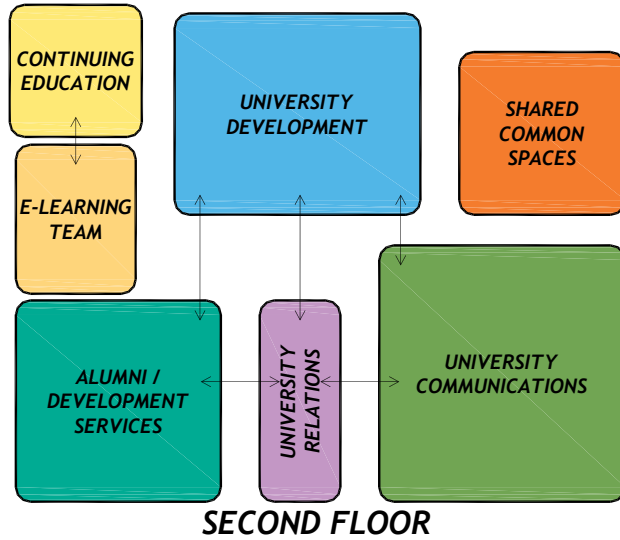 CONTINUING
EDUCATION
UNIVERSITY
DEVELOPMENT
SHARED
COMMON
SPACES
E-LEARNING
TEAM
ALUMNI /
DEVELOPMENT
SERVICES
UNIVERSITY
RELATIONS
UNIVERSITY
COMMUNICATIONS
SECOND FLOOR